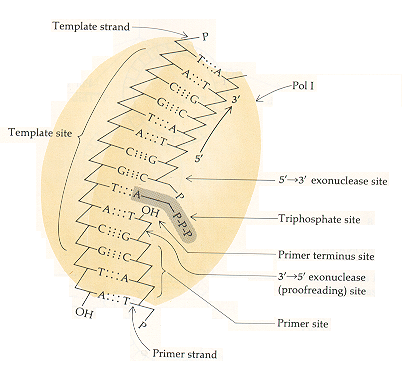 Template strand
P
T:::A
A:::T
Pol I
C⁞⁞⁞G
3'
G⁞⁞⁞C
T:::A
Template site
A:::T
C⁞⁞⁞G
5'
G⁞⁞⁞C
5'→3' exonuclease site
P
T:::A
OH
P-P-P
Triphosphate site
A:::T
C⁞⁞⁞G
Primer terminus site
G⁞⁞⁞C
3'→5' exonuclease
(proofreading) site
T:::A
A:::T
OH
P
Primer site
Primer strand